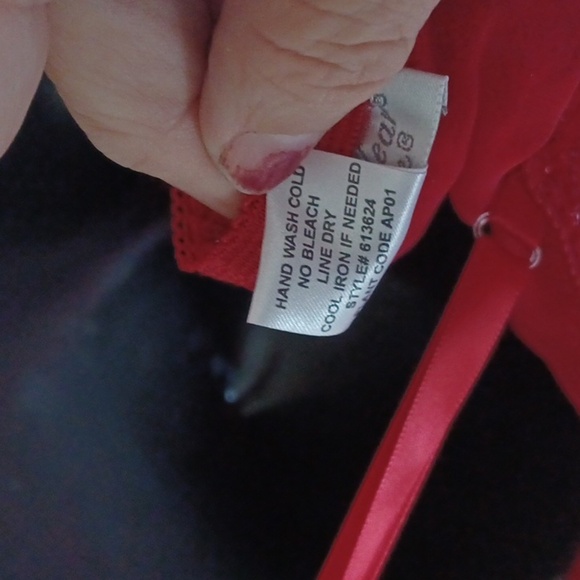 HAND WASH COLD
NO BLEACH
LINE DRY
COOL IRON IF NEEDED
STYLE# 613624
CODE AP01